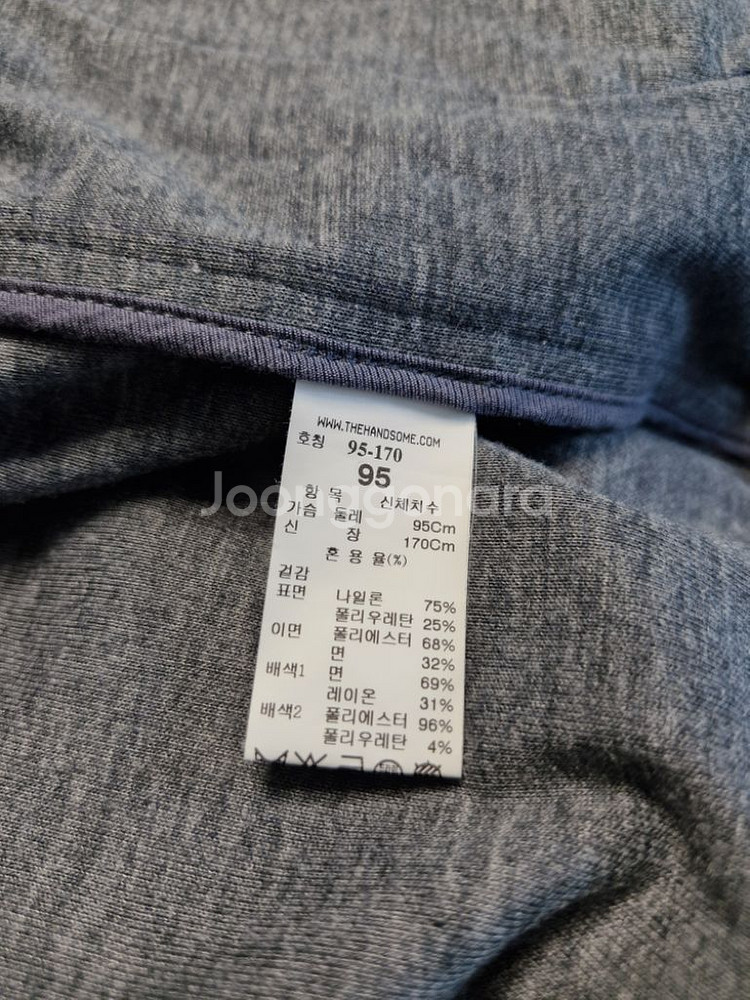 WWW.THEHANDSOME.COM
호칭 95-170
95
항 목 신체치수
가슴 둘레 95Cm
신 장 170Cm
혼 용 율(%)
겉감
표면 나일론 75%
폴리우레탄 25%
이면 폴리에스터 68%
면 32%
배색1 면 69%
레이온 31%
배색2 폴리에스터 96%
폴리우레탄 4%
Joonggonara